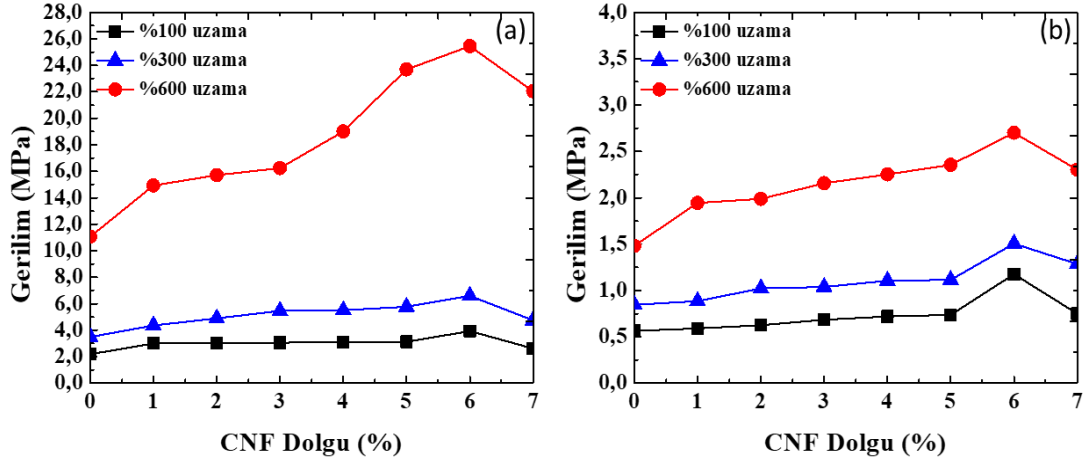 (a)
%100 uzama
%300 uzama
%600 uzama
Gerilim (MPa)
28,0
26,0
24,0
22,0
20,0
18,0
16,0
14,0
12,0
10,0
8,0
6,0
4,0
2,0
0,0
0 1 2 3 4 5 6 7
CNF Dolgu (%)
(b)
%100 uzama
%300 uzama
%600 uzama
Gerilim (MPa)
4,0
3,5
3,0
2,5
2,0
1,5
1,0
0,5
0,0
0 1 2 3 4 5 6 7
CNF Dolgu (%)